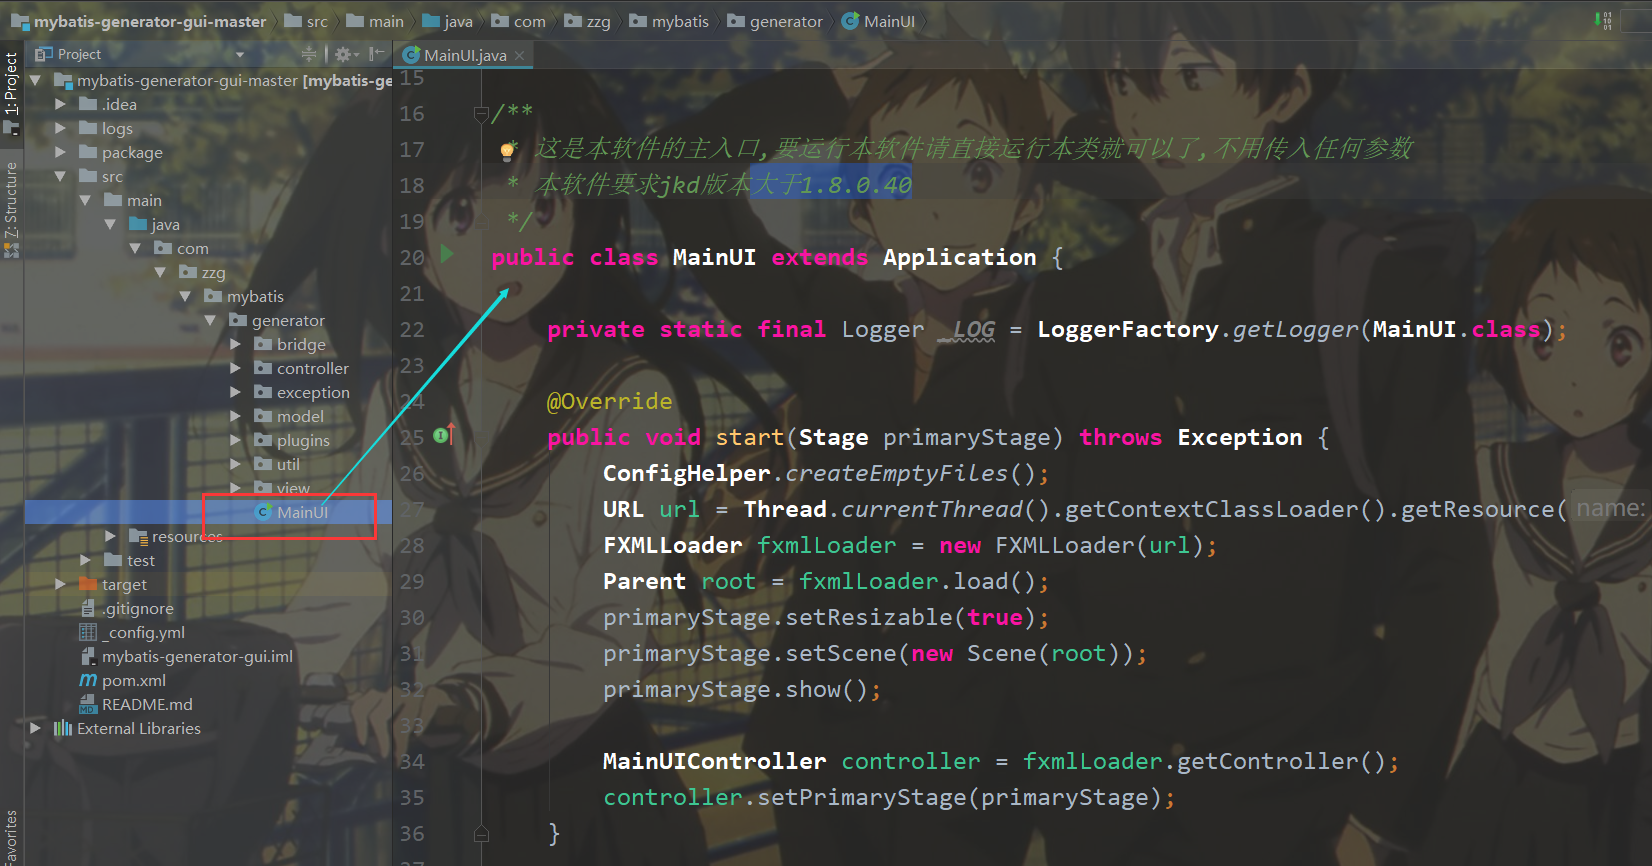 mybatis-generator-gui-master src main java com zzg mybatis generator MainUI
1: Project
Z: Structure
Favorites
Project
mybatis-generator-gui-master [mybatis-ge
.idea
logs
package
src
main
java
com
zzg
mybatis
generator
bridge
controller
exception
model
plugins
util
view
MainUI
resources
test
target
.gitignore
_config.yml
mybatis-generator-gui.iml
pom.xml
README.md
External Libraries
MainUI.java
15
16 /**
17 * 这是本软件的主入口,要运行本软件请直接运行本类就可以了,不用传入任何参数
18 * 本软件要求jkd版本大于1.8.0.40
19 */
20 public class MainUI extends Application {
21
22 private static final Logger _LOG = LoggerFactory.getLogger(MainUI.class);
23
24 @Override
25 public void start(Stage primaryStage) throws Exception {
26 ConfigHelper.createEmptyFiles();
27 URL url = Thread.currentThread().getContextClassLoader().getResource( name:
28 FXMLLoader fxmlLoader = new FXMLLoader(url);
29 Parent root = fxmlLoader.load();
30 primaryStage.setResizable(true);
31 primaryStage.setScene(new Scene(root));
32 primaryStage.show();
33
34 MainUIController controller = fxmlLoader.getController();
35 controller.setPrimaryStage(primaryStage);
36 }